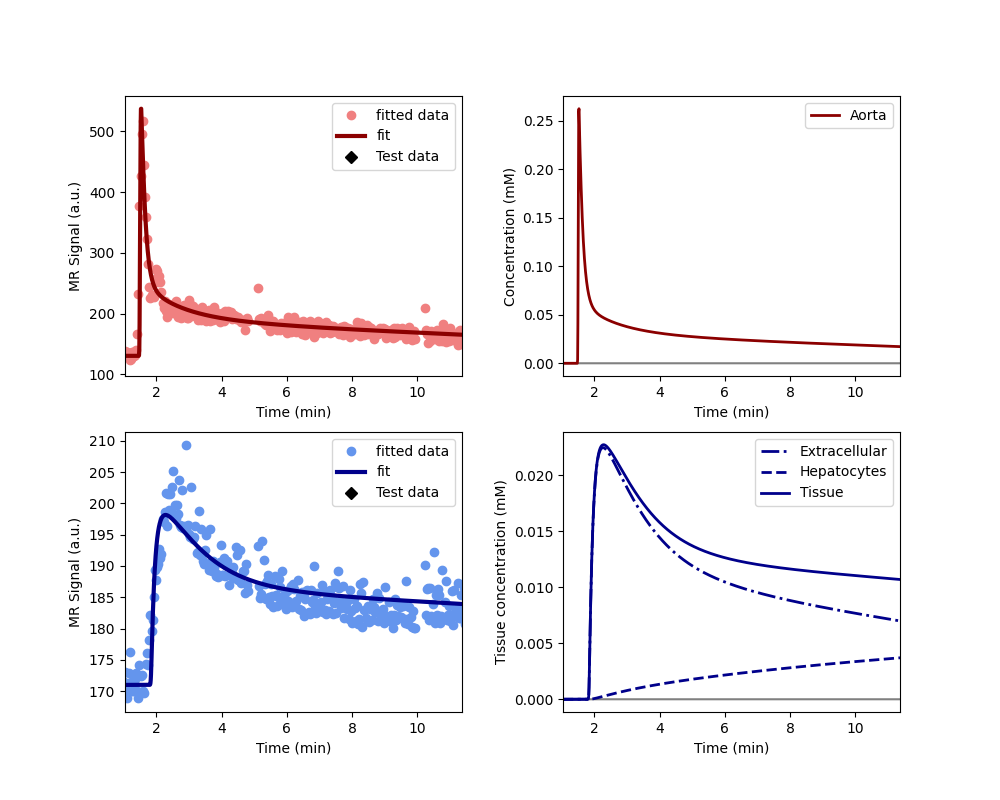 fitted data
fit
Test data
500
400
300
200
100
MR Signal (a.u.)
2
4
6
8
10
Time (min)
Aorta
0.25
0.20
0.15
0.10
0.05
0.00
Concentration (mM)
2
4
6
8
10
Time (min)
fitted data
fit
Test data
210
205
200
195
190
185
180
175
170
MR Signal (a.u.)
2
4
6
8
10
Time (min)
Extracellular
Hepatocytes
Tissue
0.020
0.015
0.010
0.005
0.000
Tissue concentration (mM)
2
4
6
8
10
Time (min)